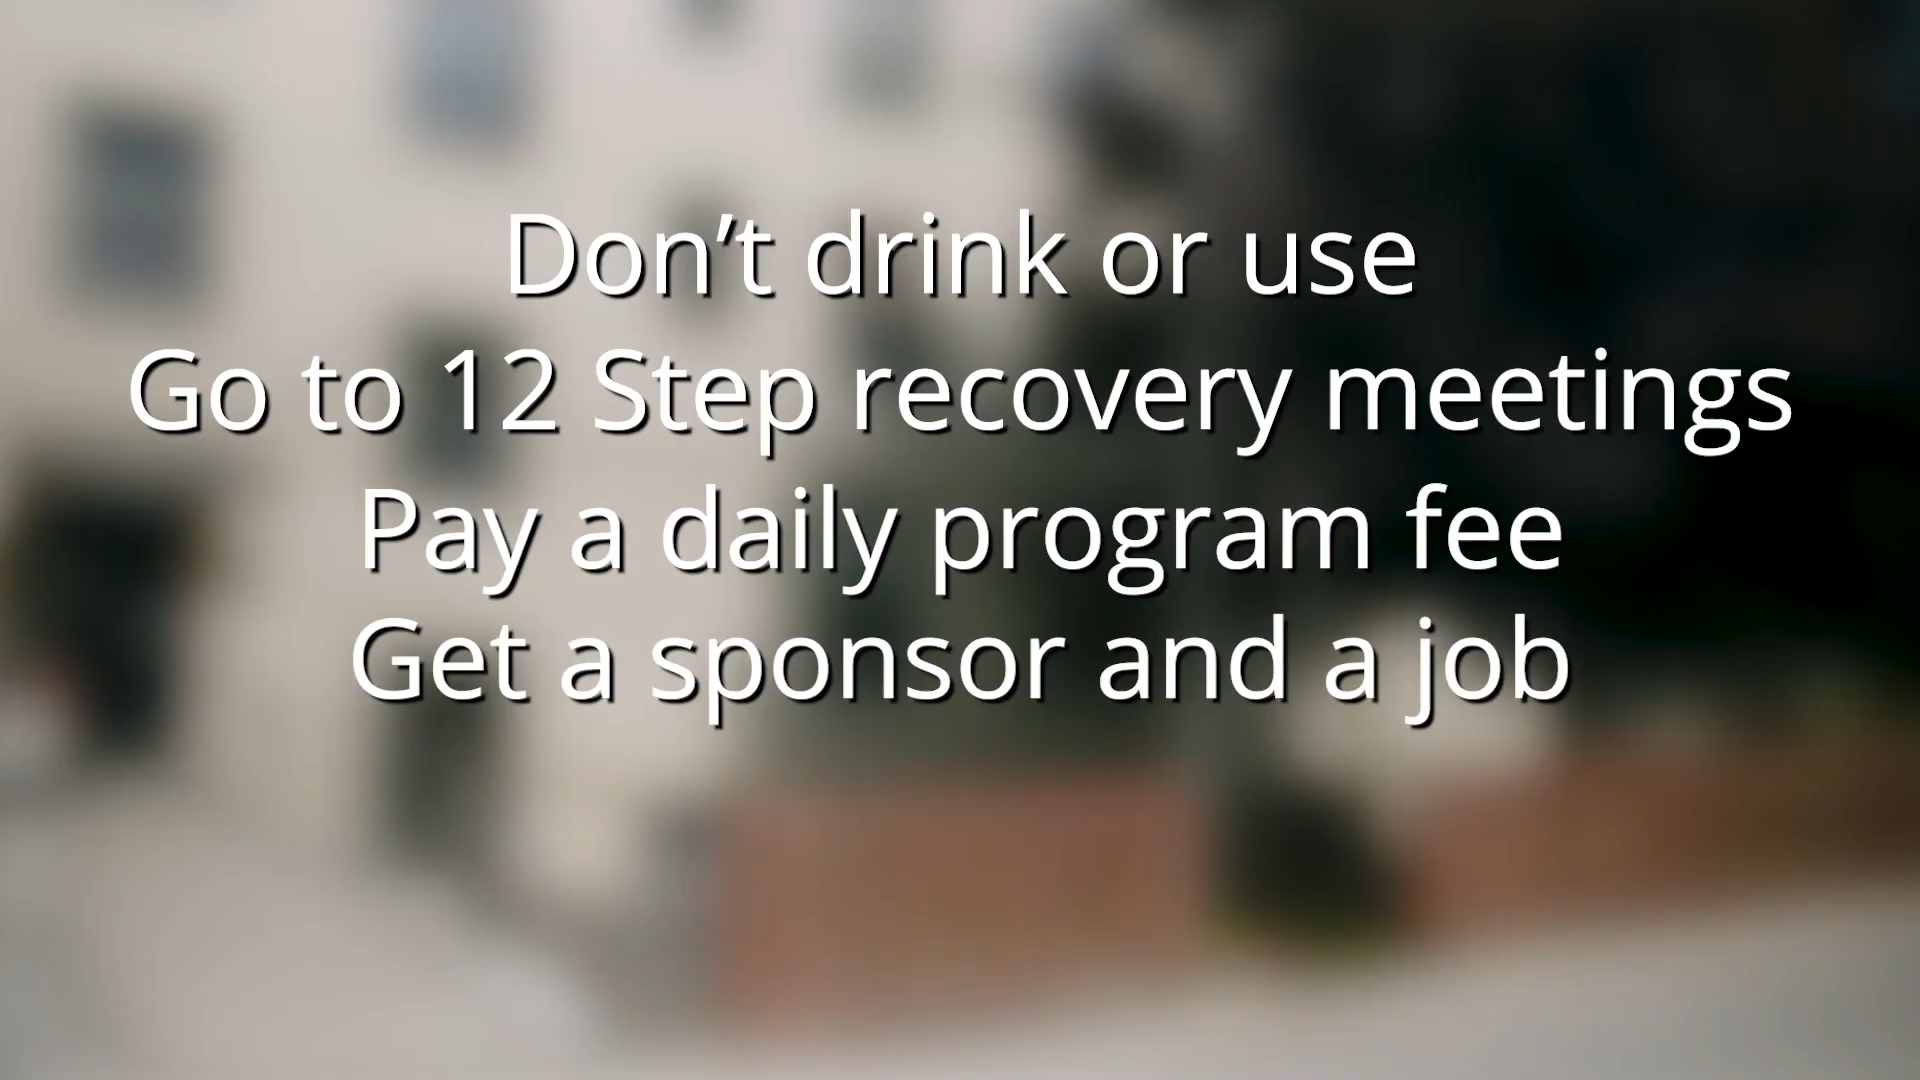 Don’t drink or use
Go to 12 Step recovery meetings
Pay a daily program fee
Get a sponsor and a job